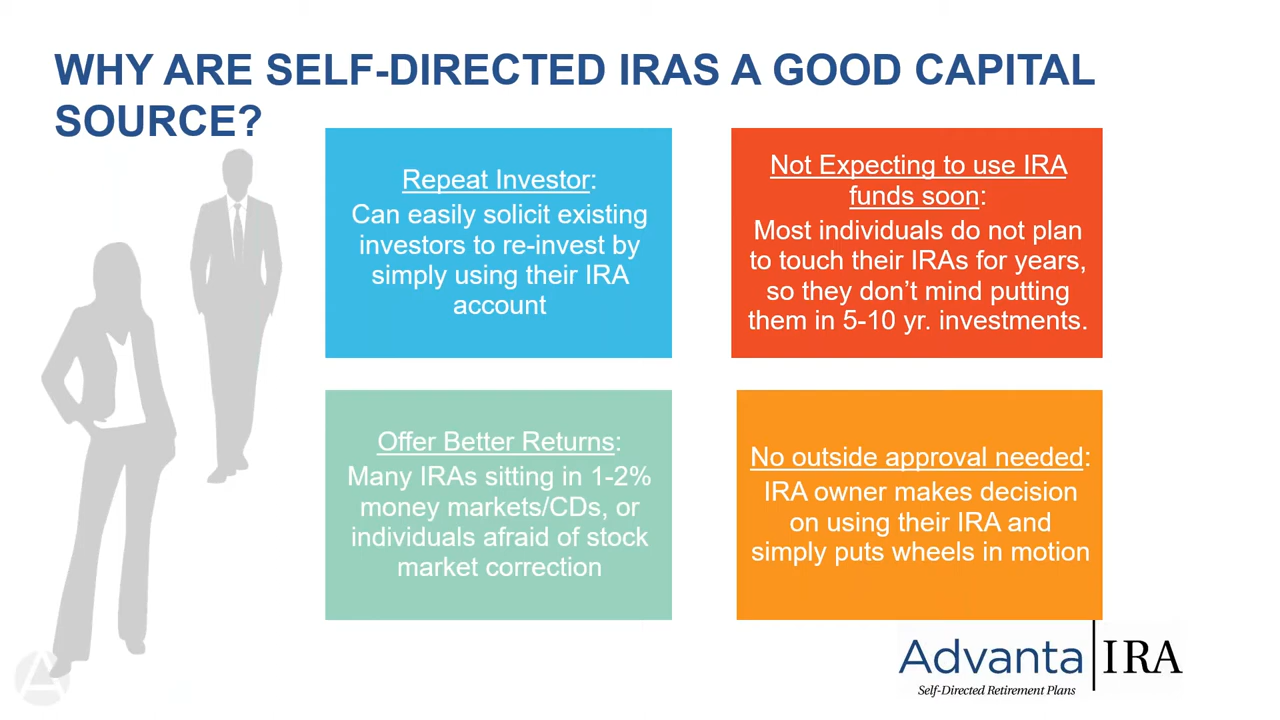 WHY ARE SELF-DIRECTED IRAS A GOOD CAPITAL
SOURCE?
Repeat Investor:
Can easily solicit existing
investors to re-invest by
simply using their IRA
account
Not Expecting to use IRA
funds soon:
Most individuals do not plan
to touch their IRAs for years,
so they don’t mind putting
them in 5-10 yr. investments.
Offer Better Returns:
Many IRAs sitting in 1-2%
money markets/CDs, or
individuals afraid of stock
market correction
No outside approval needed:
IRA owner makes decision
on using their IRA and
simply puts wheels in motion
Advanta IRA
Self-Directed Retirement Plans